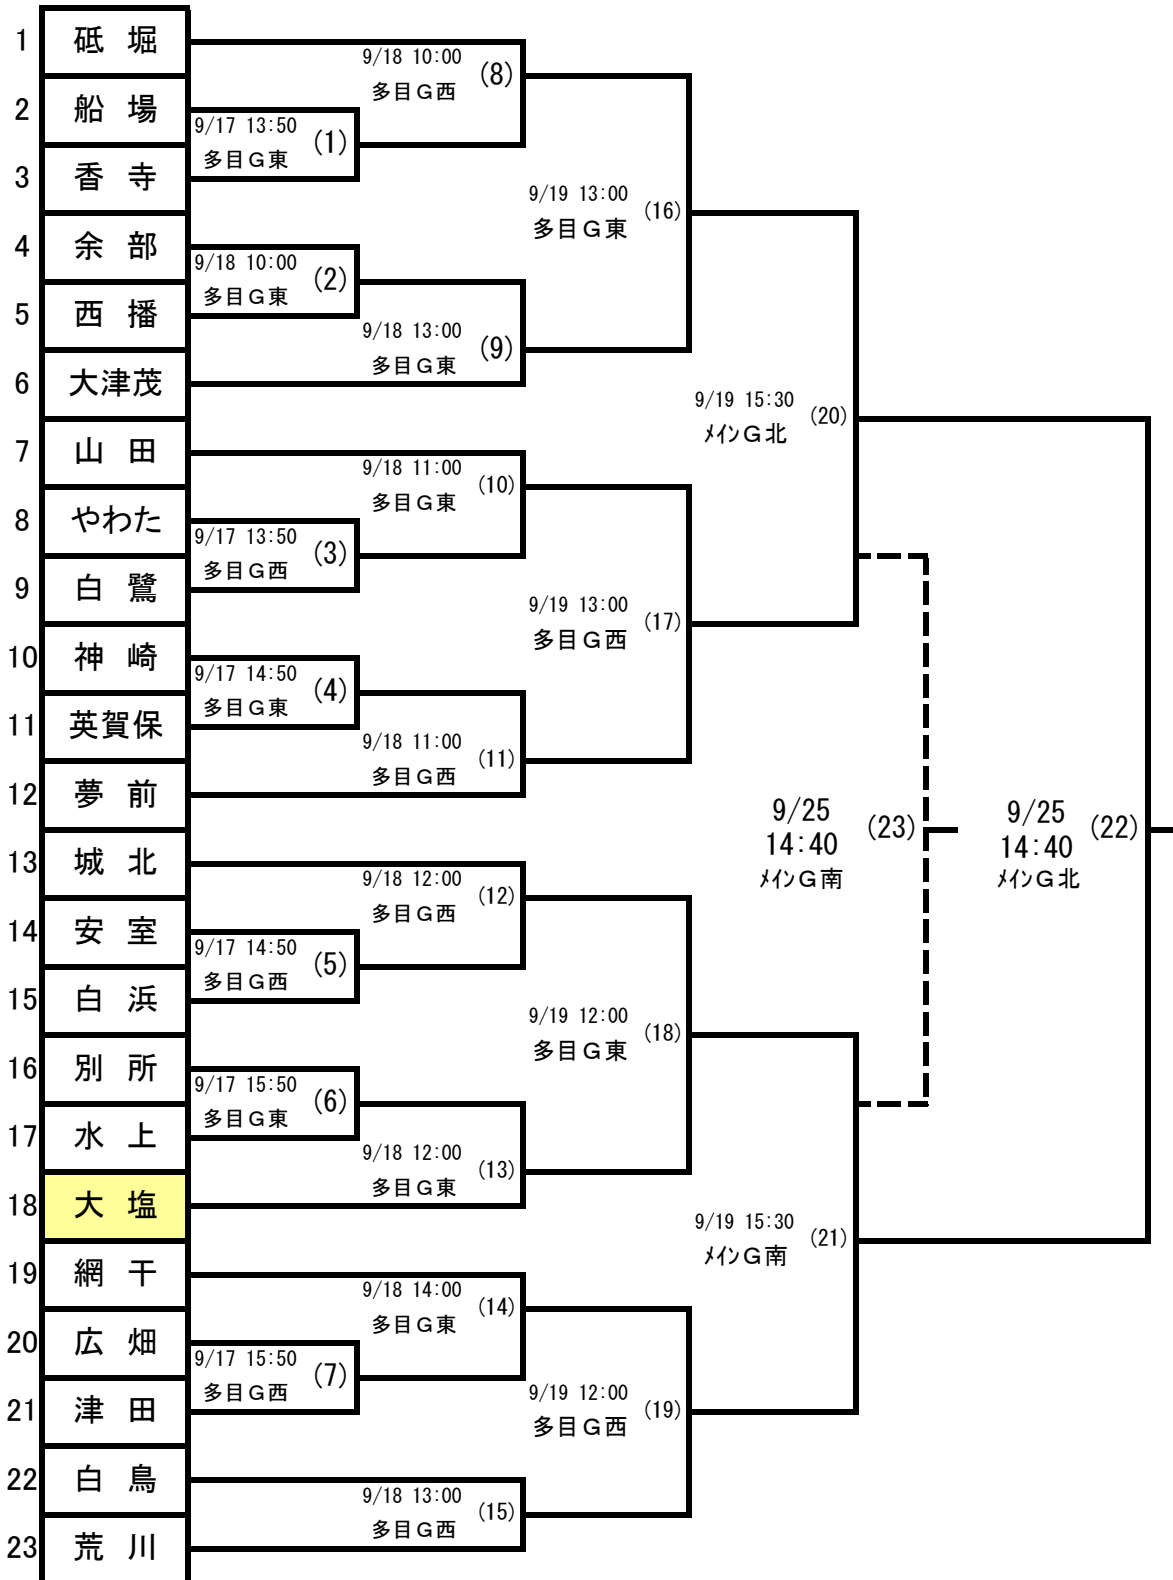 1 砥 堀
2 船 場
3 香 寺
4 余 部
5 西 播
6 大津茂
7 山 田
8 やわた
9 白 鷺
10 神 崎
11 英賀保
12 夢 前
13 城 北
14 安 室
15 白 浜
16 別 所
17 水 上
18 大 塩
19 網 干
20 広 畑
21 津 田
22 白 鳥
23 荒 川
9/17 13:50 (1)
多目G東
9/18 10:00 (2)
多目G東
9/17 13:50 (3)
多目G西
9/17 14:50 (4)
多目G東
9/17 14:50 (5)
多目G西
9/17 15:50 (6)
多目G東
9/17 15:50 (7)
多目G西
9/18 10:00 (8)
多目G西
9/18 13:00 (9)
多目G東
9/18 11:00 (10)
多目G東
9/18 11:00 (11)
多目G西
9/18 12:00 (12)
多目G西
9/18 12:00 (13)
多目G東
9/18 14:00 (14)
多目G東
9/18 13:00 (15)
多目G西
9/19 13:00 (16)
多目G東
9/19 13:00 (17)
多目G西
9/19 12:00 (18)
多目G東
9/19 12:00 (19)
多目G西
9/19 15:30 (20)
ﾒｲﾝG北
9/19 15:30 (21)
ﾒｲﾝG南
9/25
14:40 (23)
ﾒｲﾝG南
9/25
14:40 (22)
ﾒｲﾝG北